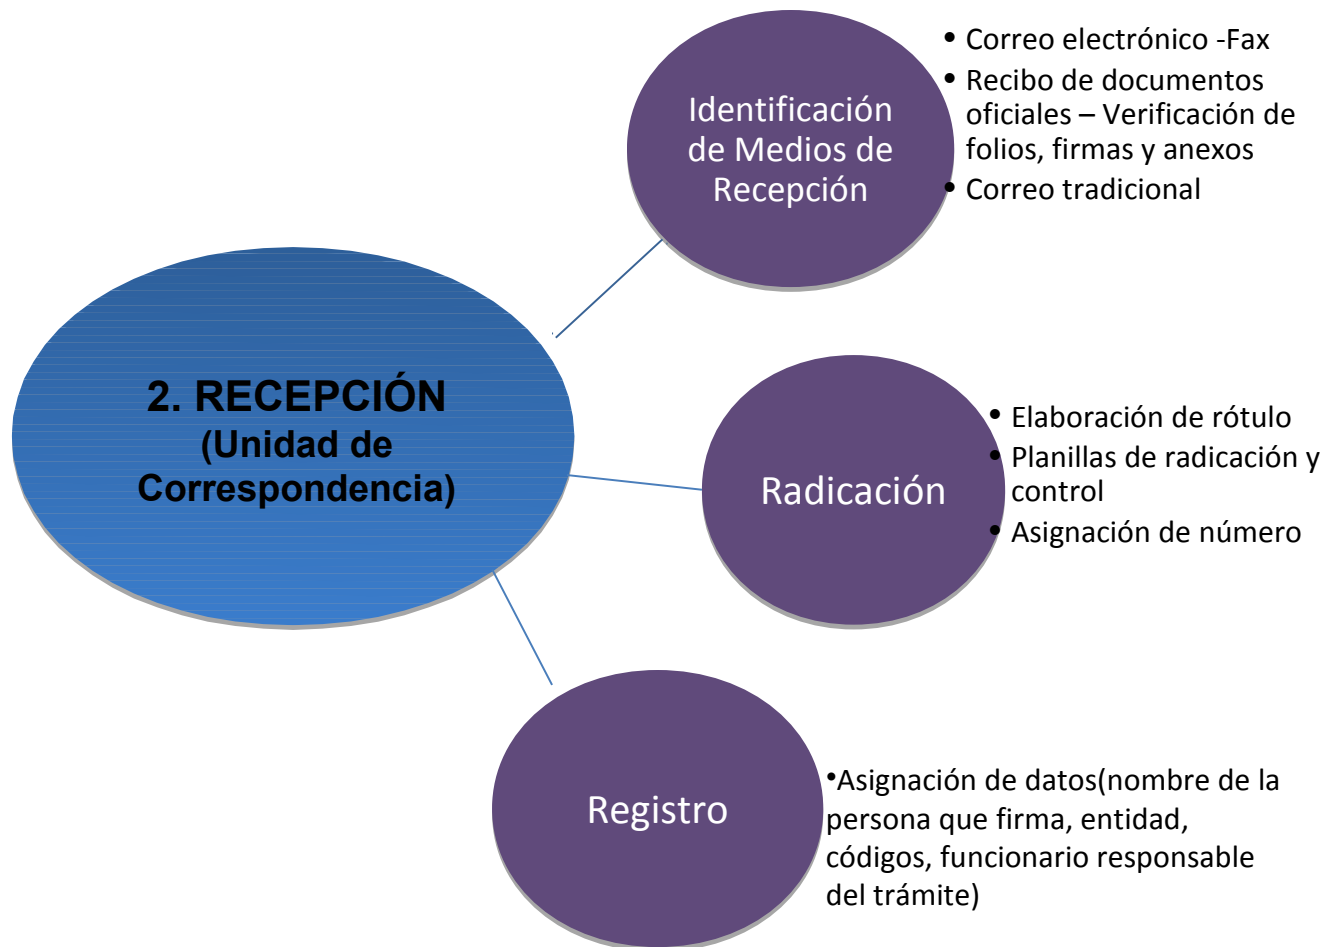 2. RECEPCIÓN
(Unidad de
Correspondencia)
Identificación
de Medios de
Recepción
• Correo electrónico -Fax
• Recibo de documentos
oficiales – Verificación de
folios, firmas y anexos
• Correo tradicional
Radicación
• Elaboración de rótulo
• Planillas de radicación y
control
• Asignación de número
Registro
•Asignación de datos(nombre de la
persona que firma, entidad,
códigos, funcionario responsable
del trámite)